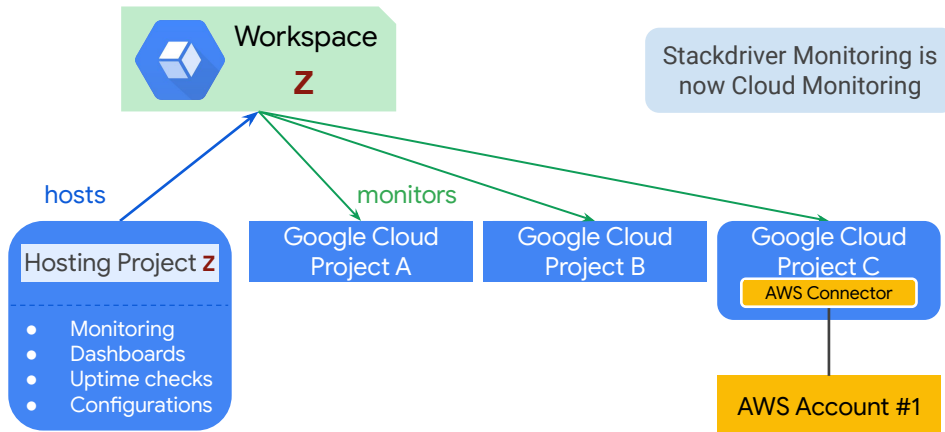 Workspace
Z
Stackdriver Monitoring is
now Cloud Monitoring
hosts
monitors
Hosting Project Z
● Monitoring
● Dashboards
● Uptime checks
● Configurations
Google Cloud
Project A
Google Cloud
Project B
Google Cloud
Project C
AWS Connector
AWS Account #1